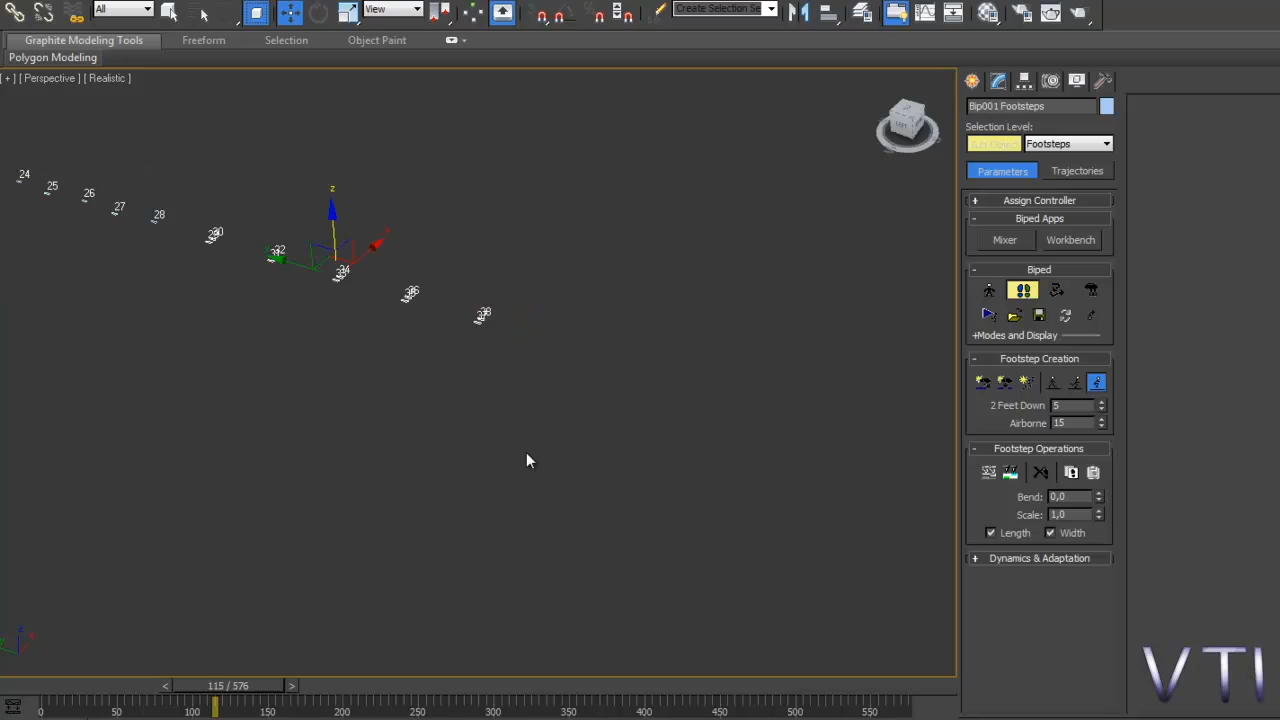 All
View
Create Selection Se
Graphite Modeling Tools
Freeform
Selection
Object Paint
Polygon Modeling
[ + ] [ Perspective ] [ Realistic ]
LEFT
Bip001 Footsteps
Selection Level:
Footsteps
Parameters
Trajectories
+ Assign Controller
- Biped Apps
Mixer
Workbench
- Biped
+Modes and Display
- Footstep Creation
2 Feet Down 5
Airborne 15
- Footstep Operations
Bend: 0,0
Scale: 1,0
Length
Width
+ Dynamics & Adaptation
24
25
26
27
28
30
32
34
36
38
z
VTI
< 115 / 576 >
0 50 100 150 200 250 300 350 400 450 500 550